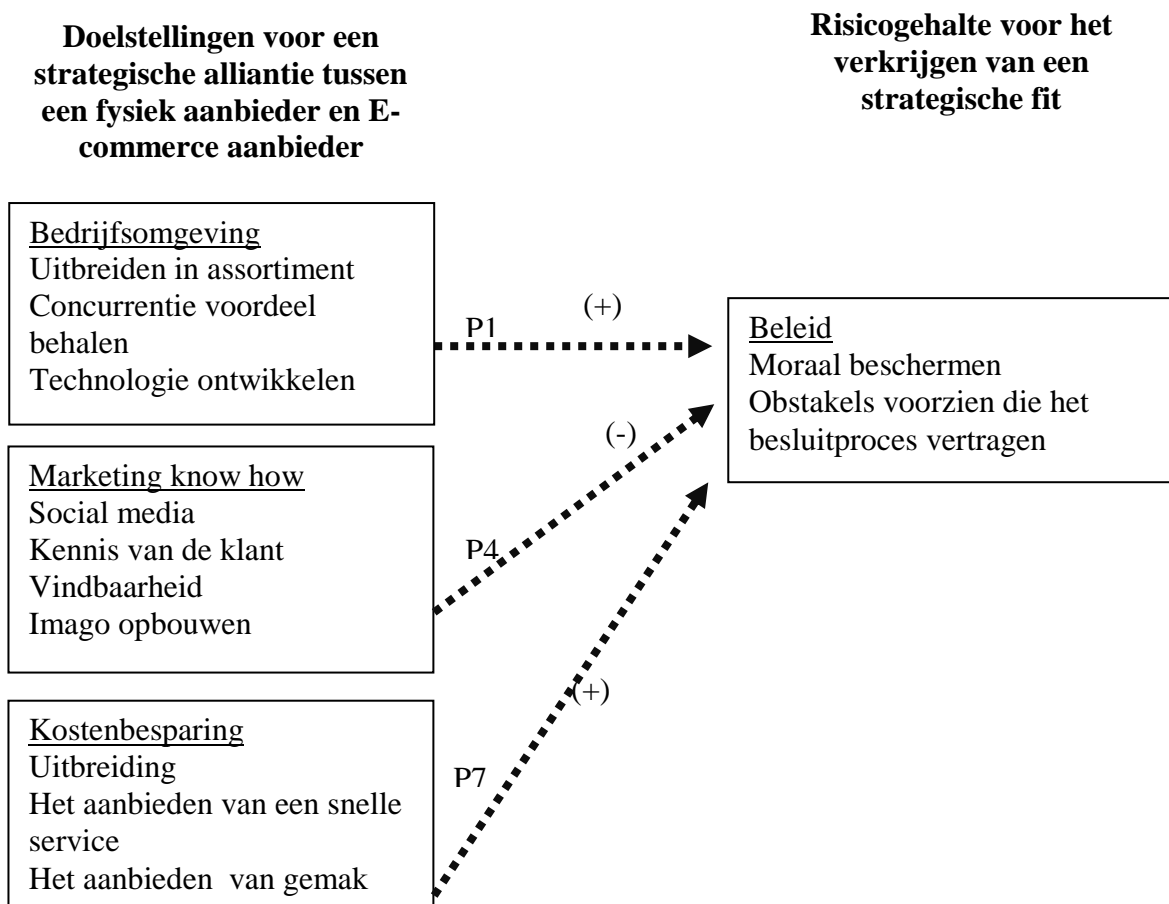 Doelstellingen voor een
strategische alliantie tussen
een fysiek aanbieder en E-
commerce aanbieder
Risicogehalte voor het
verkrijgen van een
strategische fit
Bedrijfsomgeving
Uitbreiden in assortiment
Concurrentie voordeel
behalen
Technologie ontwikkelen
P1
(+)
Beleid
Moraal beschermen
Obstakels voorzien die het
besluitproces vertragen
Marketing know how
Social media
Kennis van de klant
Vindbaarheid
Imago opbouwen
(-)
P4
Kostenbesparing
Uitbreiding
Het aanbieden van een snelle
service
Het aanbieden van gemak
(+)
P7